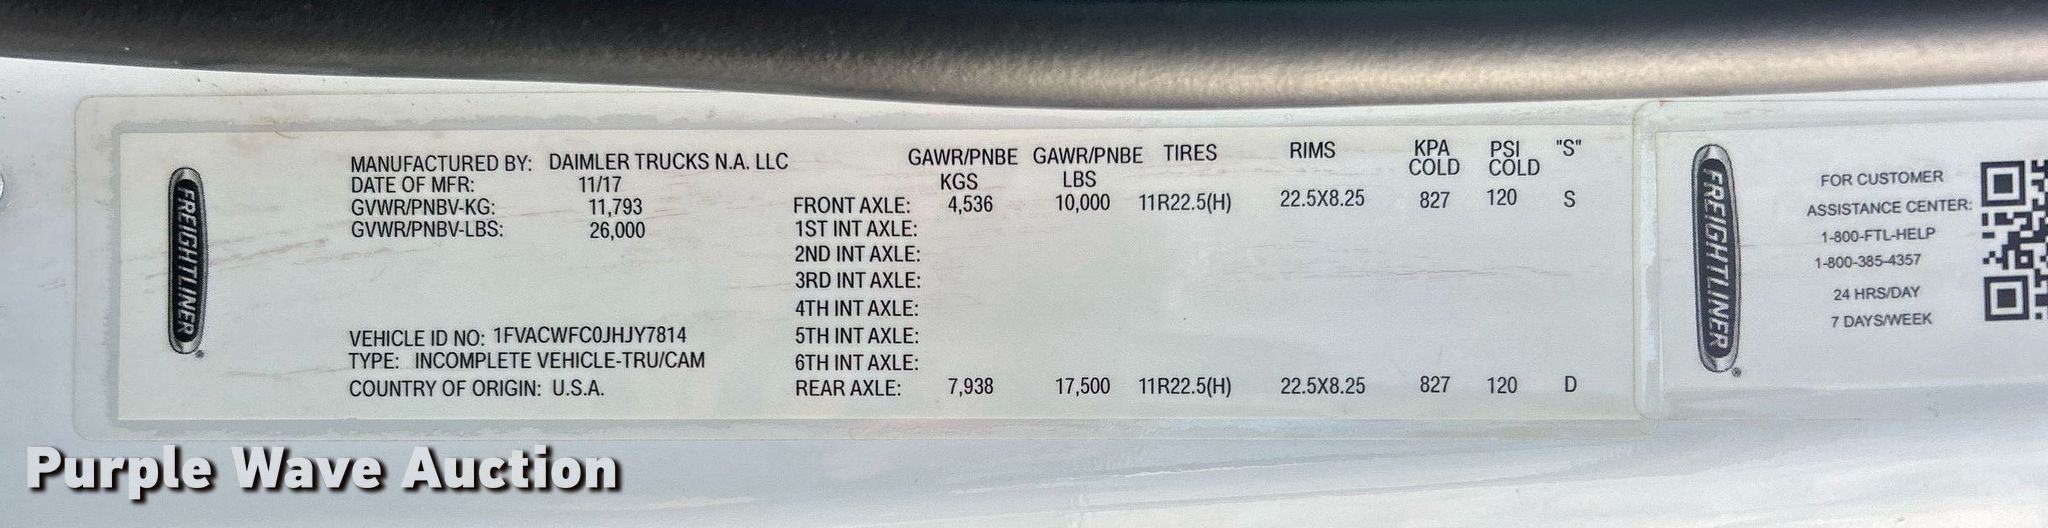 FREIGHTLINER
MANUFACTURED BY: DAIMLER TRUCKS N.A. LLC
DATE OF MFR: 11/17
GVWR/PNBV-KG: 11,793
GVWR/PNBV-LBS: 26,000
VEHICLE ID NO: 1FVACWFC0JHJY7814
TYPE: INCOMPLETE VEHICLE-TRU/CAM
COUNTRY OF ORIGIN: U.S.A.
GAWR/PNBE GAWR/PNBE TIRES RIMS KPA PSI "S"
KGS LBS COLD COLD
FRONT AXLE: 4,536 10,000 11R22.5(H) 22.5X8.25 827 120 S
1ST INT AXLE:
2ND INT AXLE:
3RD INT AXLE:
4TH INT AXLE:
5TH INT AXLE:
6TH INT AXLE:
REAR AXLE: 7,938 17,500 11R22.5(H) 22.5X8.25 827 120 D
FREIGHTLINER
FOR CUSTOMER
ASSISTANCE CENTER:
1-800-FTL-HELP
1-800-385-4357
24 HRS/DAY
7 DAYS/WEEK
Purple Wave Auction